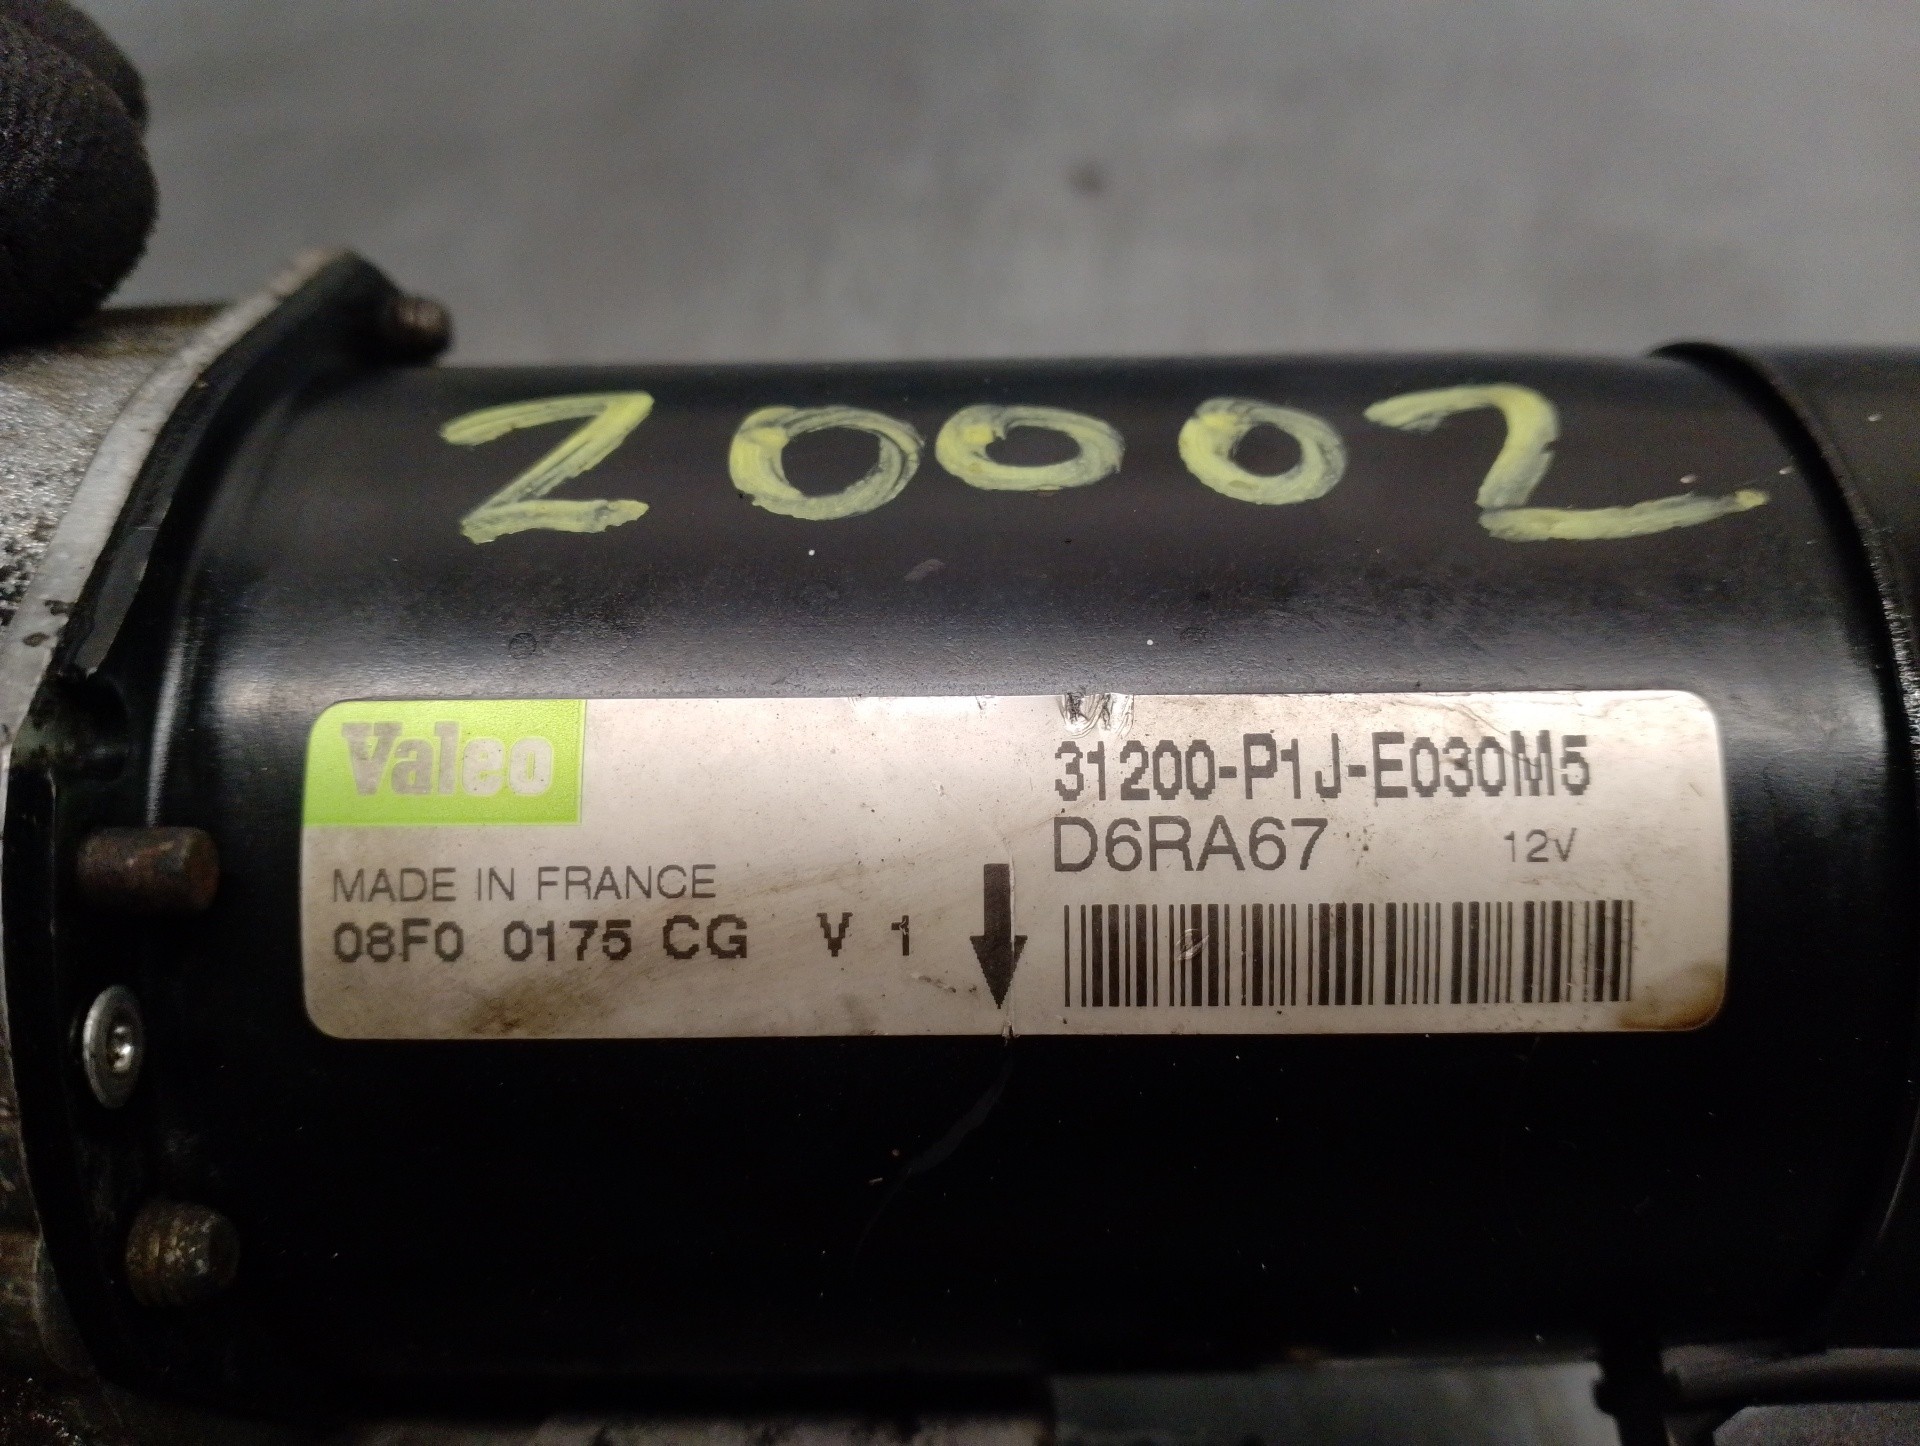 Z0002
Valeo
31200-P1J-E030M5
D6RA67 12V
MADE IN FRANCE
08F0 0175 CG V 1